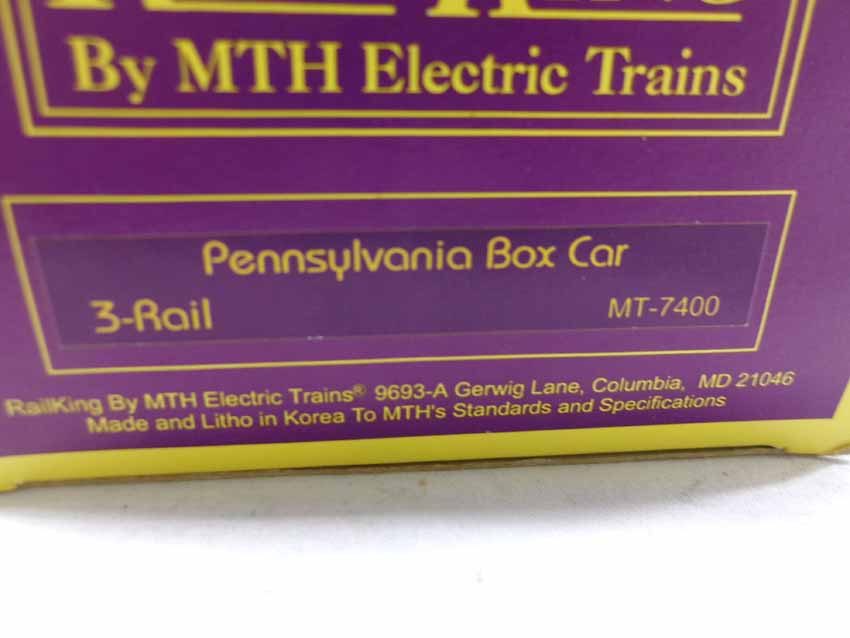 By MTH Electric Trains
Pennsylvania Box Car
3-Rail MT-7400
RailKing By MTH Electric Trains® 9693-A Gerwig Lane, Columbia, MD 21046
Made and Litho in Korea To MTH's Standards and Specifications